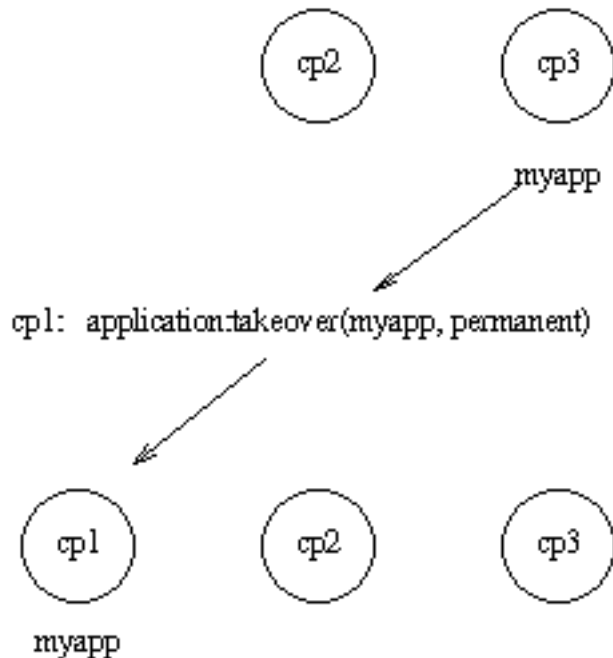 cp2 cp3
myapp
cp1: application:takeover(myapp, permanent)
cp1 cp2 cp3
myapp